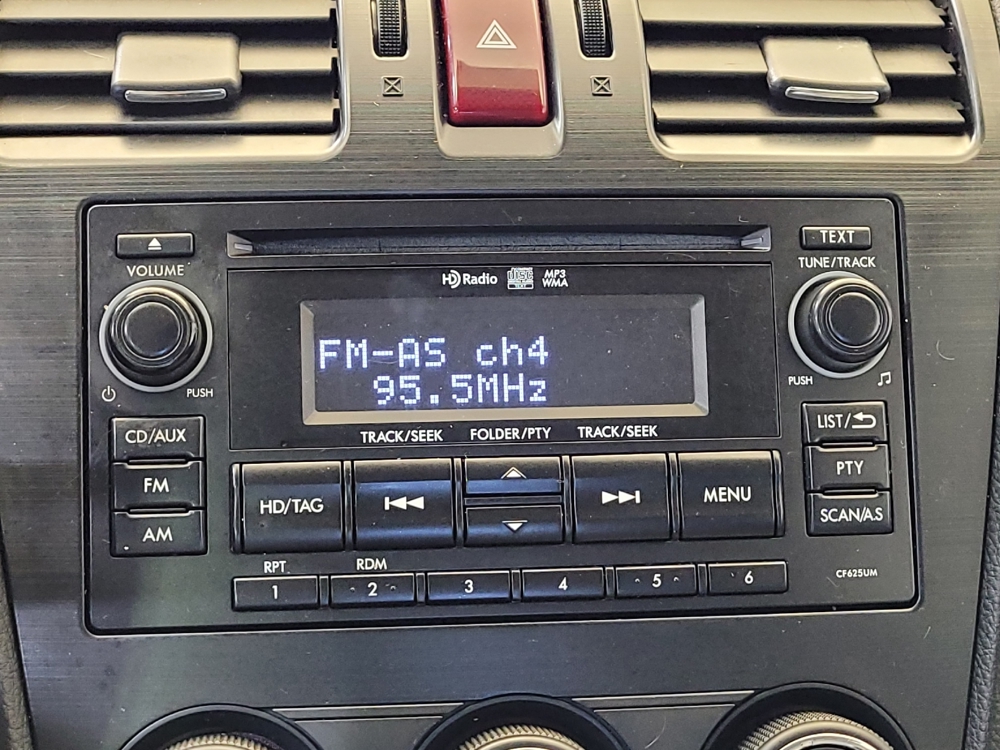 TEXT
VOLUME
TUNE/TRACK
HD Radio
disc
MP3
WMA
FM-AS ch4
95.5MHz
PUSH
PUSH
TRACK/SEEK
FOLDER/PTY
TRACK/SEEK
CD/AUX
LIST/
FM
PTY
HD/TAG
MENU
AM
SCAN/A.S
RPT
RDM
1
2
3
4
5
6
CF625UM